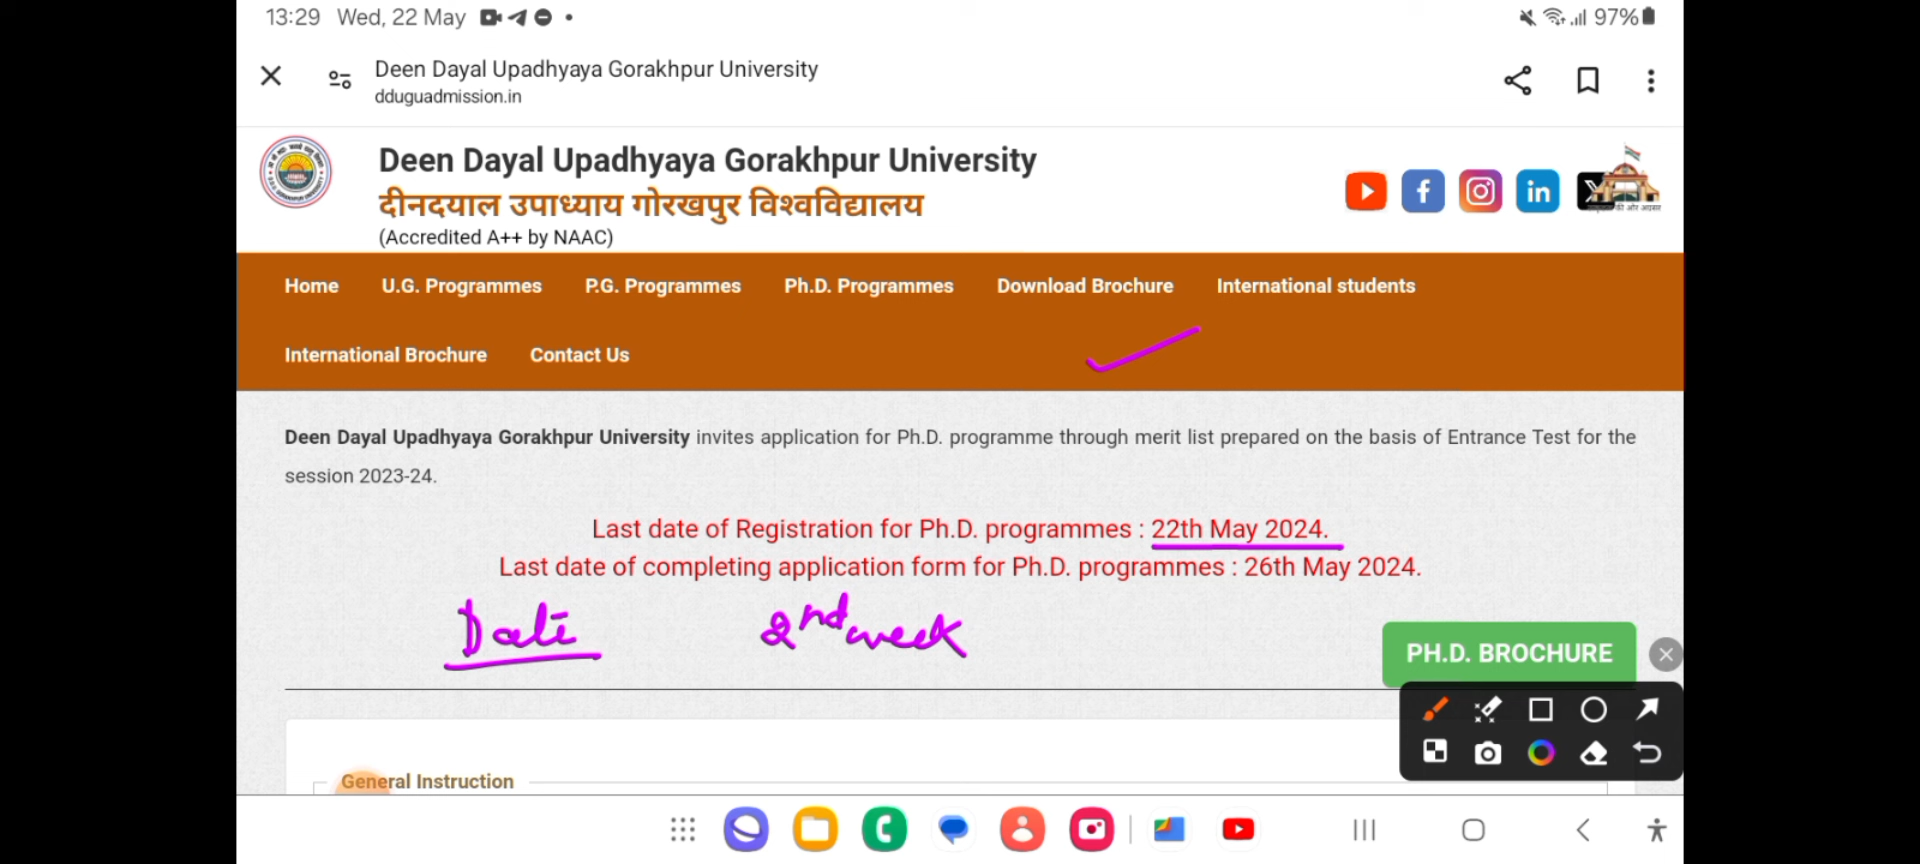 13:29 Wed, 22 May 97%
Deen Dayal Upadhyaya Gorakhpur University
dduguadmission.in
Deen Dayal Upadhyaya Gorakhpur University
दीनदयाल उपाध्याय गोरखपुर विश्वविद्यालय
(Accredited A++ by NAAC)
Home U.G. Programmes P.G. Programmes Ph.D. Programmes Download Brochure International students
International Brochure Contact Us
Deen Dayal Upadhyaya Gorakhpur University invites application for Ph.D. programme through merit list prepared on the basis of Entrance Test for the
session 2023-24.
Last date of Registration for Ph.D. programmes : 22th May 2024.
Last date of completing application form for Ph.D. programmes : 26th May 2024.
Date 2nd week
PH.D. BROCHURE
General Instruction